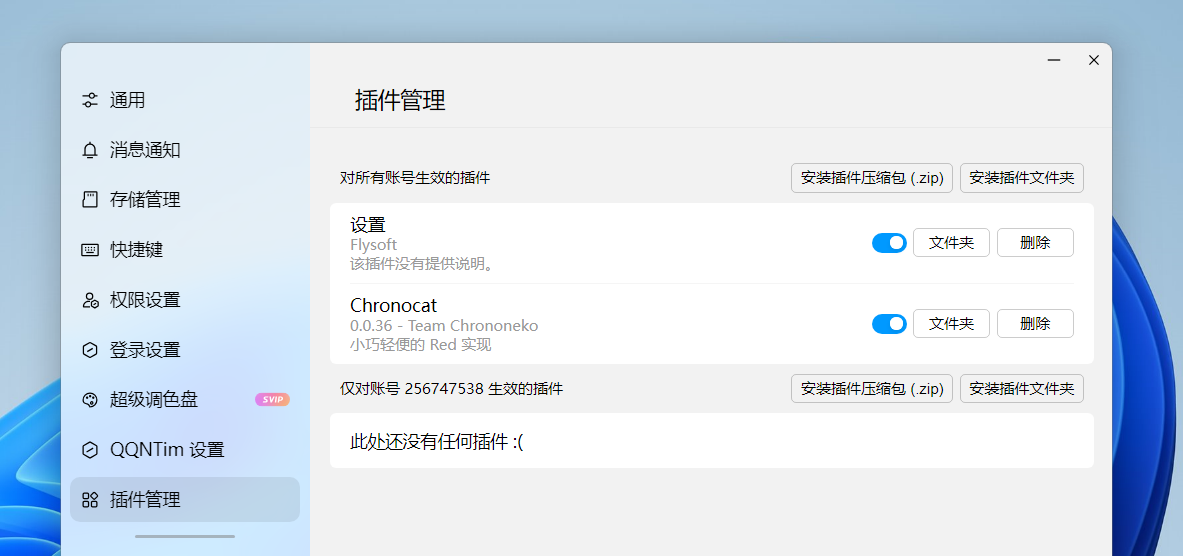 通用
消息通知
存储管理
快捷键
权限设置
登录设置
超级调色盘 SVIP
QQNTim 设置
插件管理
插件管理
对所有账号生效的插件 安装插件压缩包 (.zip) 安装插件文件夹
设置
Flysoft
该插件没有提供说明。
文件夹 删除
Chronocat
0.0.36 - Team Chrononeko
小巧轻便的 Red 实现
文件夹 删除
仅对账号 256747538 生效的插件 安装插件压缩包 (.zip) 安装插件文件夹
此处还没有任何插件 :(